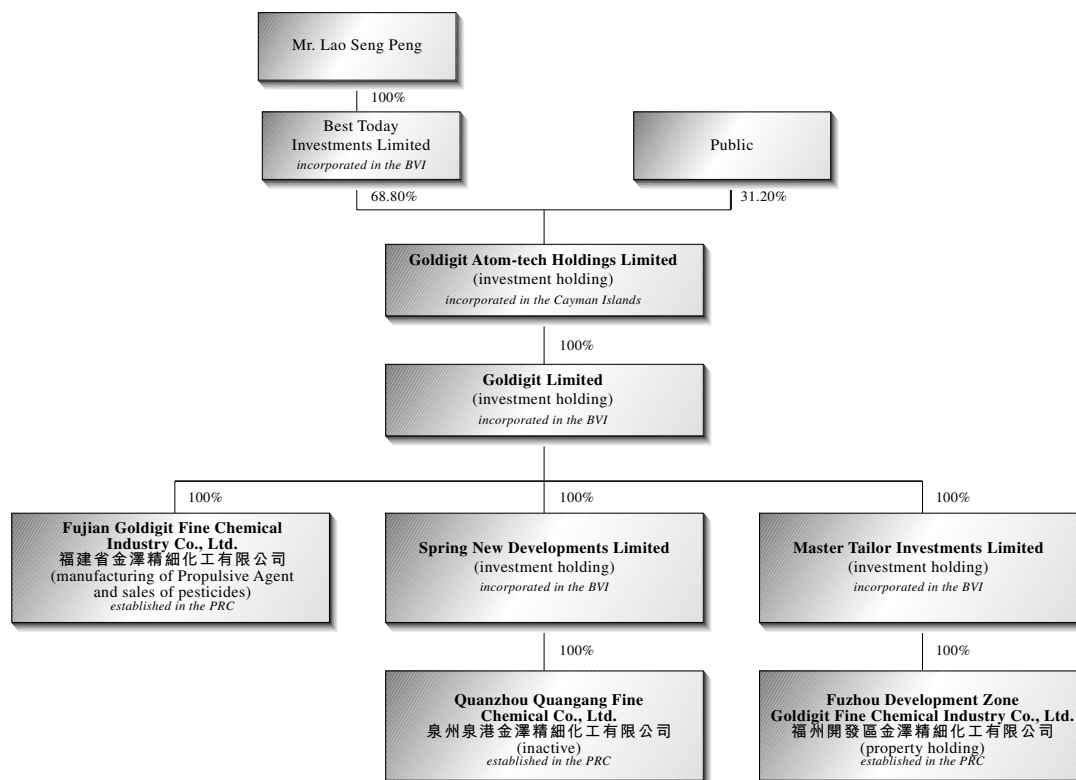 Mr. Lao Seng Peng
100%
Best Today
Investments Limited
incorporated in the BVI
Public
68.80%
31.20%
Goldigit Atom-tech Holdings Limited
(investment holding)
incorporated in the Cayman Islands
100%
Goldigit Limited
(investment holding)
incorporated in the BVI
100%
100%
100%
Fujian Goldigit Fine Chemical
Industry Co., Ltd.
福建省金澤精細化工有限公司
(manufacturing of Propulsive Agent
and sales of pesticides)
established in the PRC
Spring New Developments Limited
(investment holding)
incorporated in the BVI
Master Tailor Investments Limited
(investment holding)
incorporated in the BVI
100%
100%
Quanzhou Quangang Fine
Chemical Co., Ltd.
泉州泉港金澤精細化工有限公司
(inactive)
established in the PRC
Fuzhou Development Zone
Goldigit Fine Chemical Industry Co., Ltd.
福州開發區金澤精細化工有限公司
(property holding)
established in the PRC